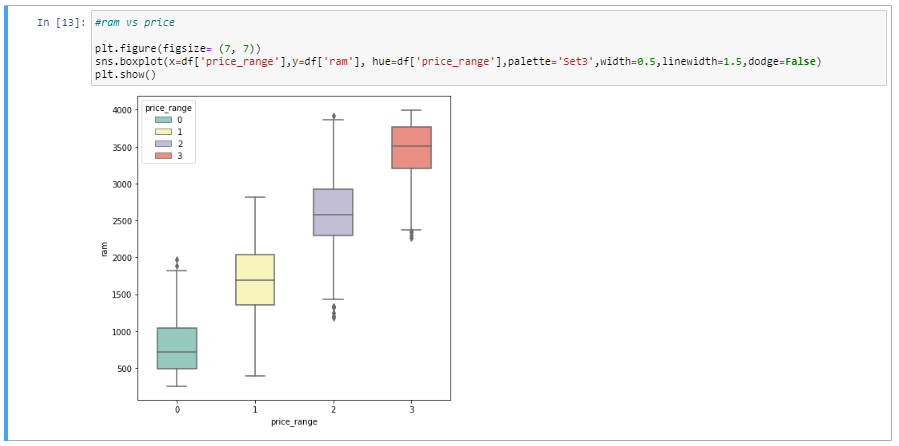 In [13]: #ram vs price
plt.figure(figsize= (7, 7))
sns.boxplot(x=df['price_range'],y=df['ram'], hue=df['price_range'],palette='Set3',width=0.5,linewidth=1.5,dodge=False)
plt.show()
price_range
0
1
2
3
4000
3500
3000
2500
2000
1500
1000
500
ram
0 1 2 3
price_range